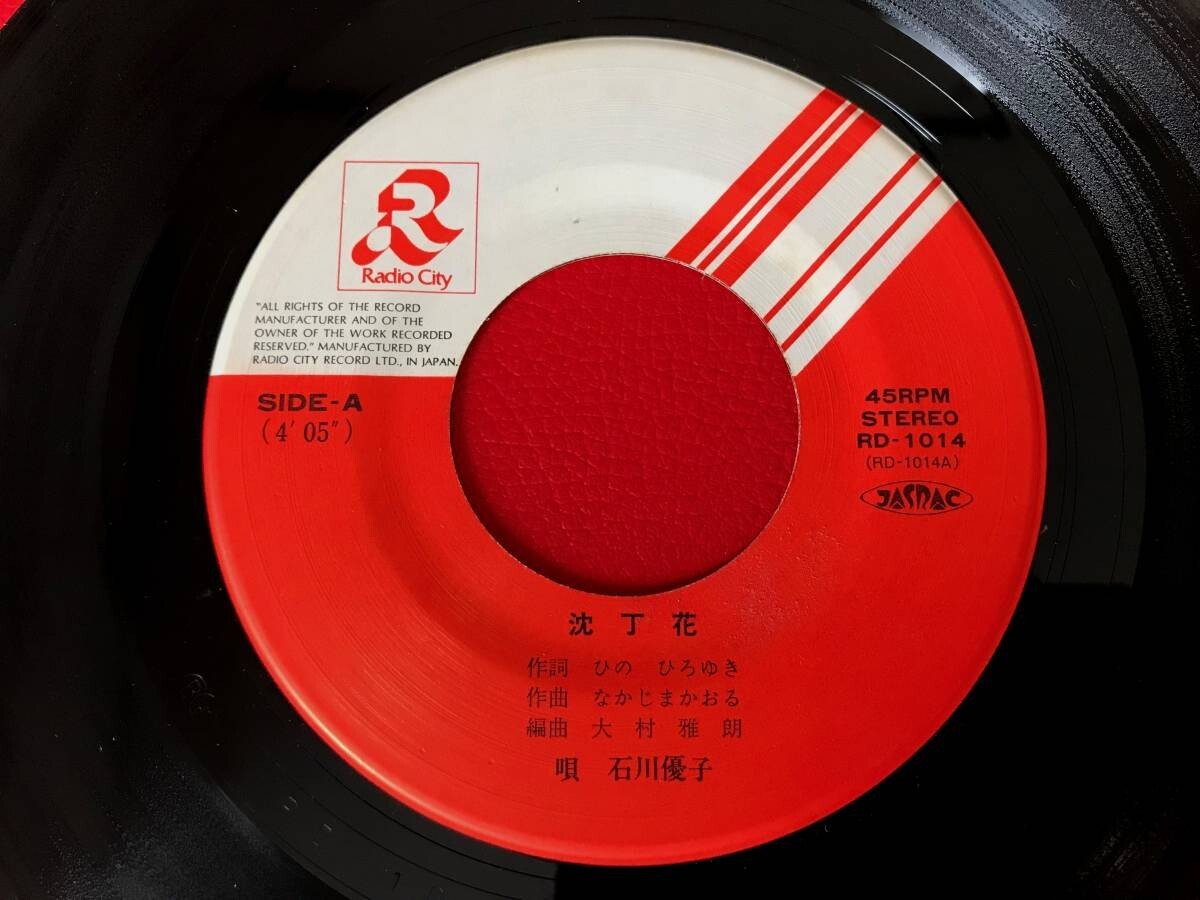 Radio City
"ALL RIGHTS OF THE RECORD
MANUFACTURER AND OF THE
OWNER OF THE WORK RECORDED
RESERVED." MANUFACTURED BY
RADIO CITY RECORD LTD., IN JAPAN.
SIDE-A
(4′05″)
45RPM
STEREO
RD-1014
(RD-1014A)
JASRAC
沈丁花
作詞 ひの ひろゆき
作曲 なかじまかおる
編曲 大村雅朗
唄 石川優子